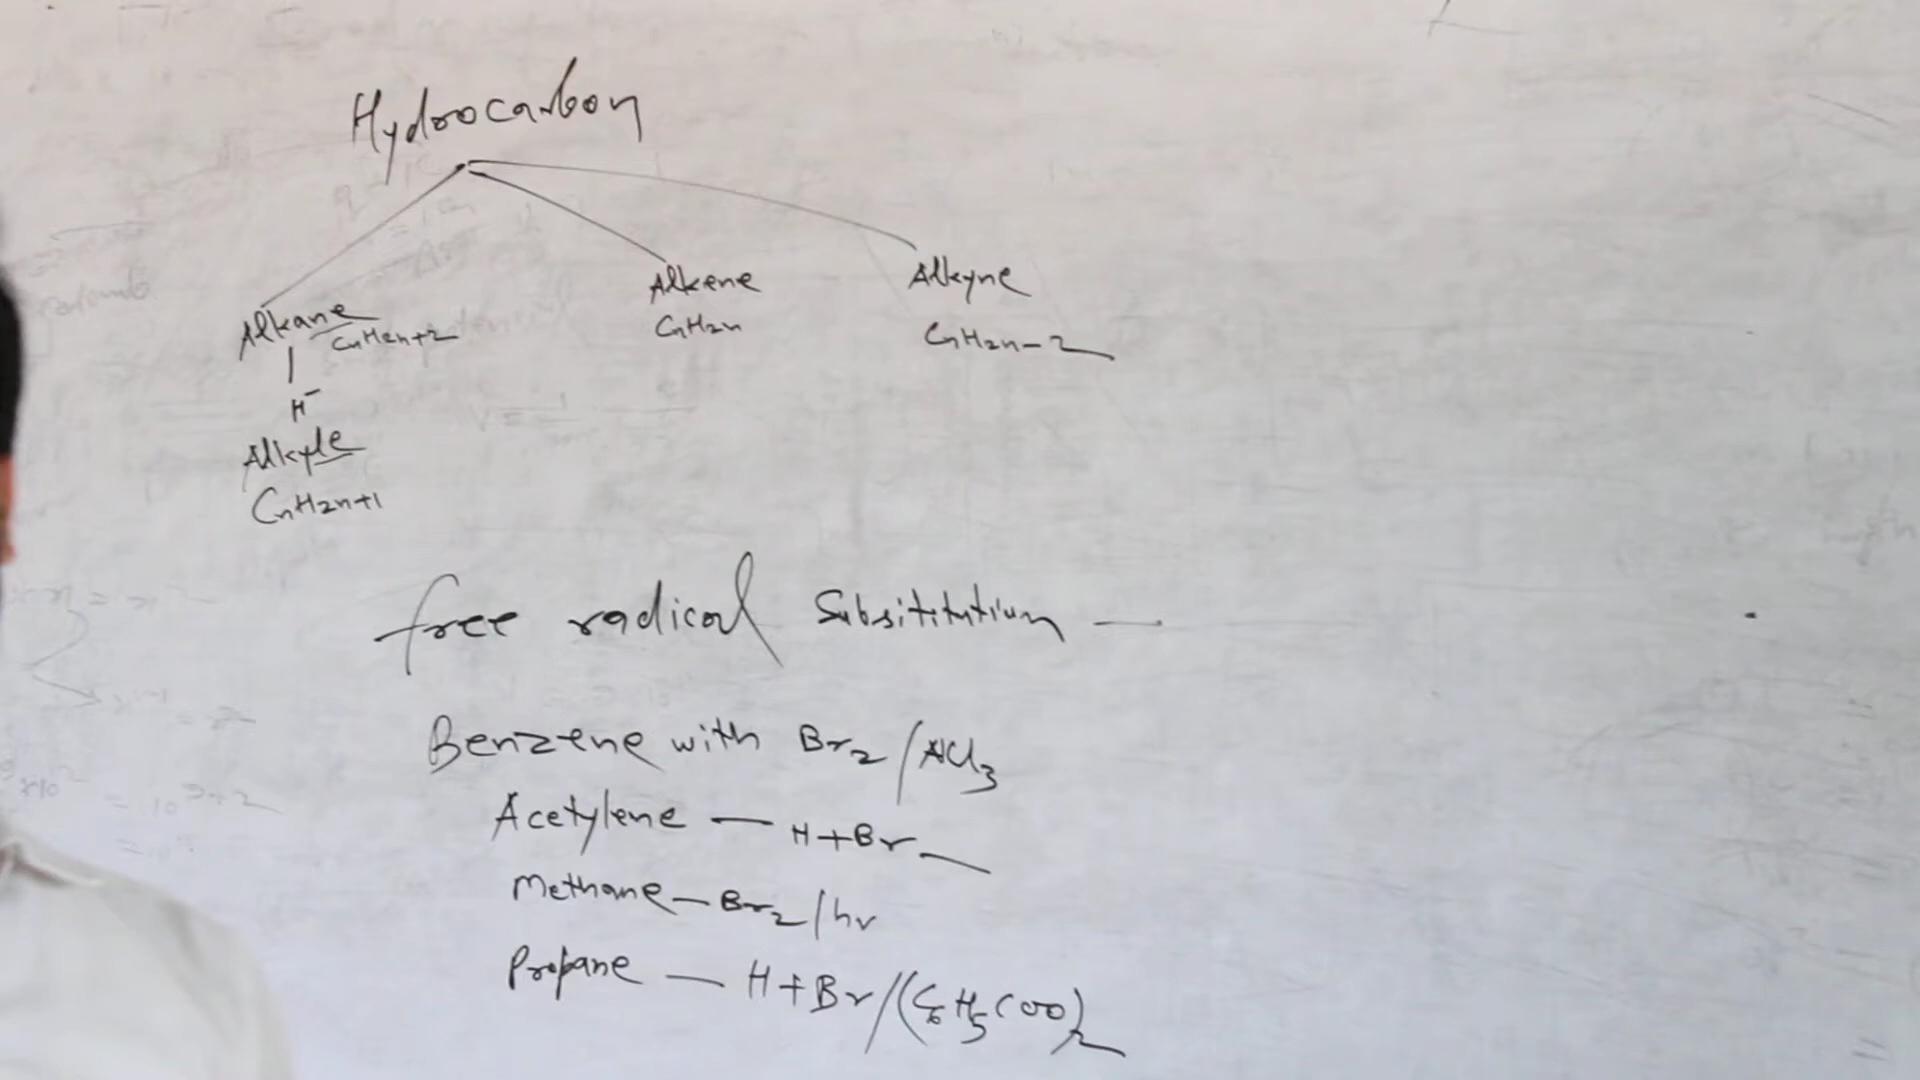 Hydrocarbon
Alkane CnH2n+2
Alkene
CnH2n
Alkyne
CnH2n-2
H-
Alkyle
CnH2n+1
free radical Subsititutium —
Benzene with Br2/AlCl3
Acetylene — H+Br
Methane — Br2/hv
Propane — H+Br/(C6H5COO)2